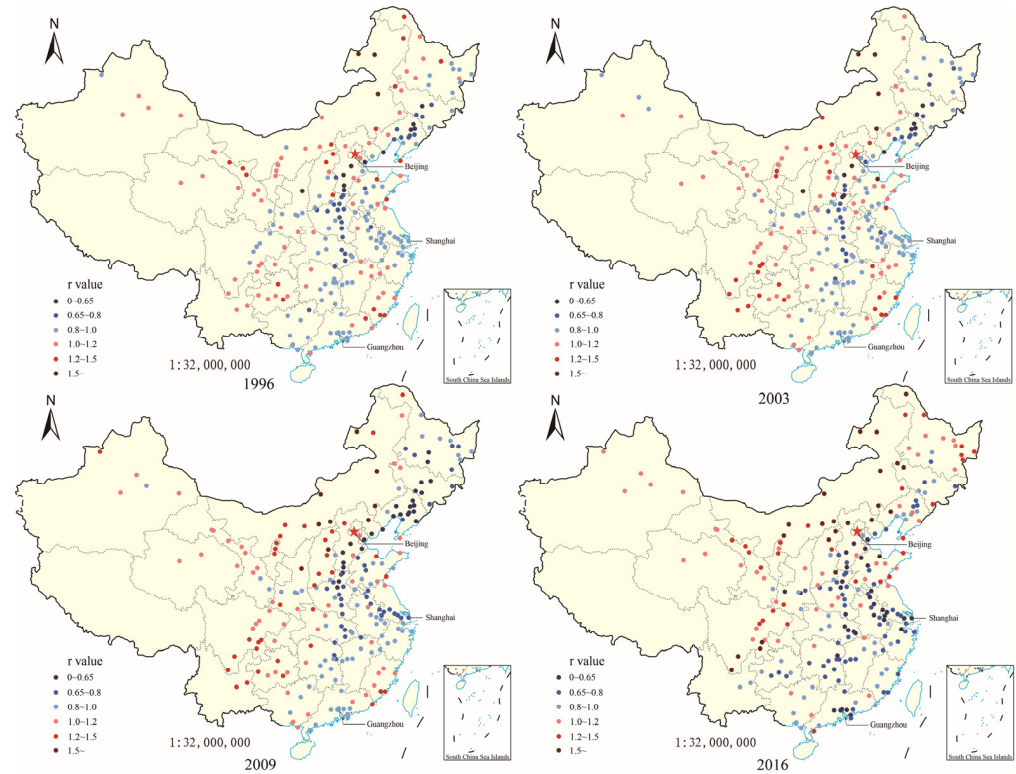 N
Beijing
Shanghai
Guangzhou
r value
0~0.65
0.65~0.8
0.8~1.0
1.0~1.2
1.2~1.5
1.5~
1:32, 000, 000
1996
South China Sea Islands
N
Beijing
Shanghai
Guangzhou
r value
0~0.65
0.65~0.8
0.8~1.0
1.0~1.2
1.2~1.5
1.5~
1:32, 000, 000
2003
South China Sea Islands
N
Beijing
Shanghai
Guangzhou
r value
0~0.65
0.65~0.8
0.8~1.0
1.0~1.2
1.2~1.5
1.5~
1:32, 000, 000
2009
South China Sea Islands
N
Beijing
Shanghai
Guangzhou
r value
0~0.65
0.65~0.8
0.8~1.0
1.0~1.2
1.2~1.5
1.5~
1:32, 000, 000
2016
South China Sea Islands